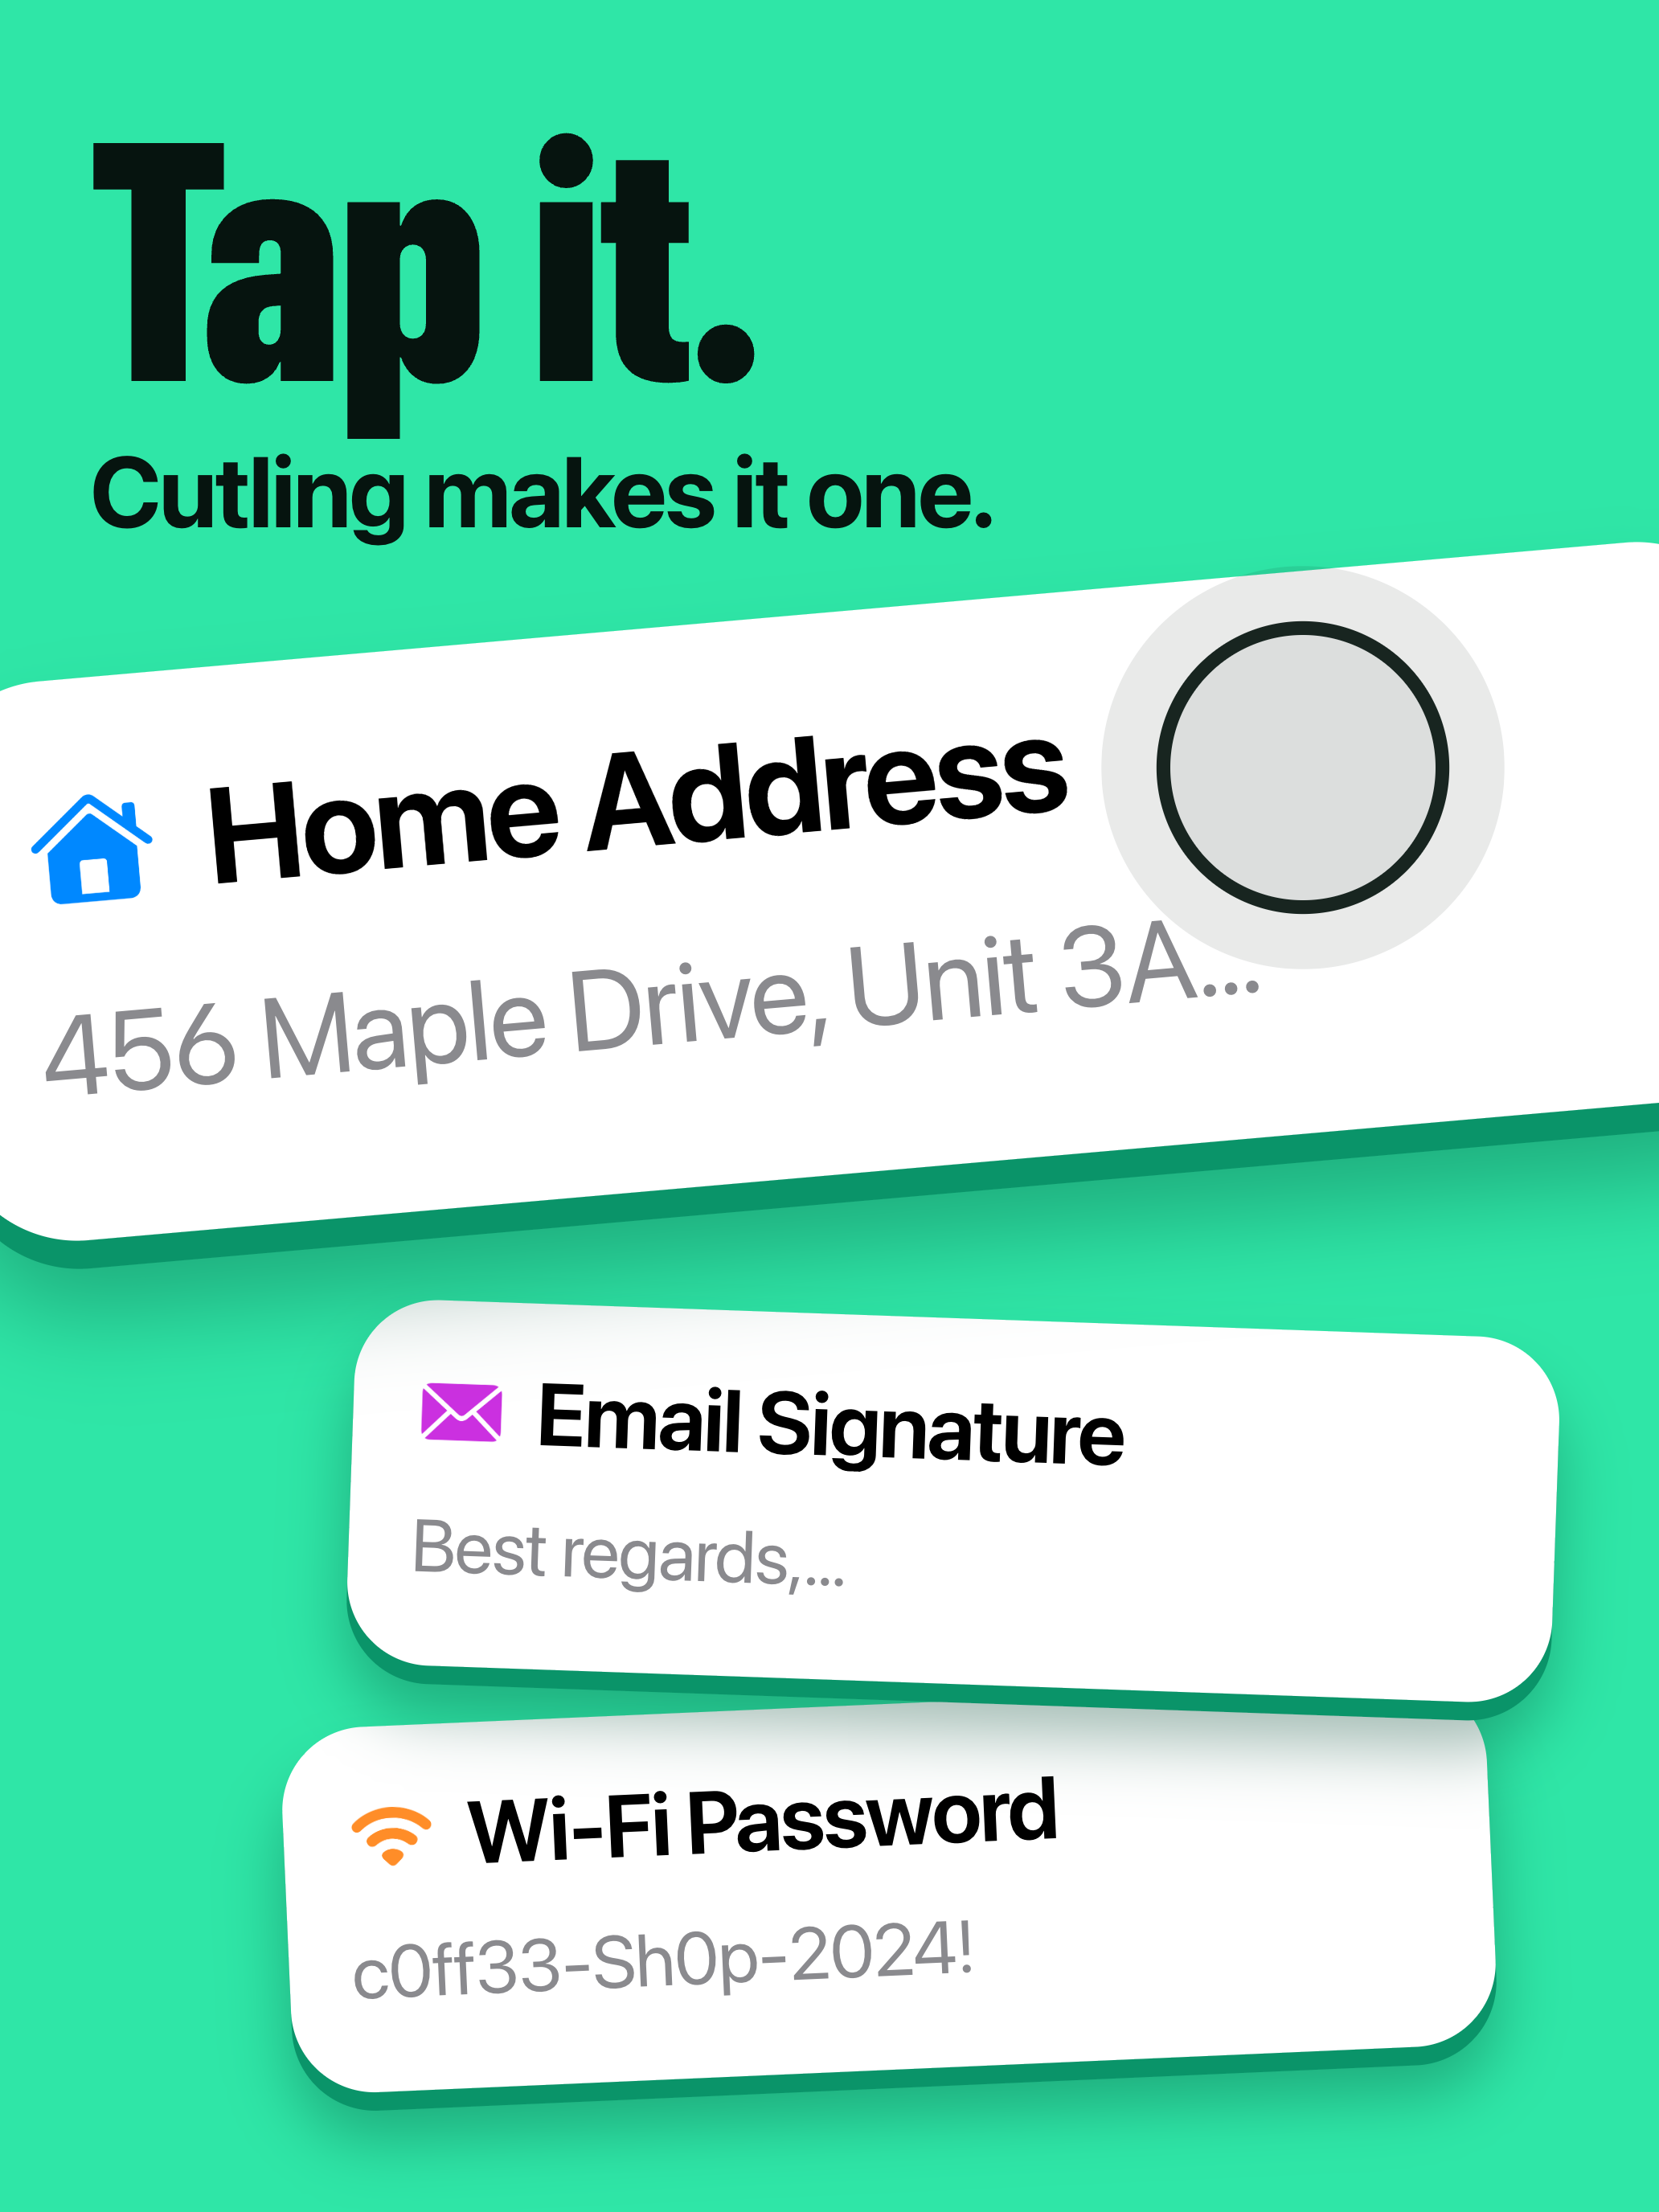 Tap it.
Cutling makes it one.
Home Address
456 Maple Drive, Unit 3A...
Email Signature
Best regards,...
Wi-Fi Password
c0ff33-Sh0p-2024!